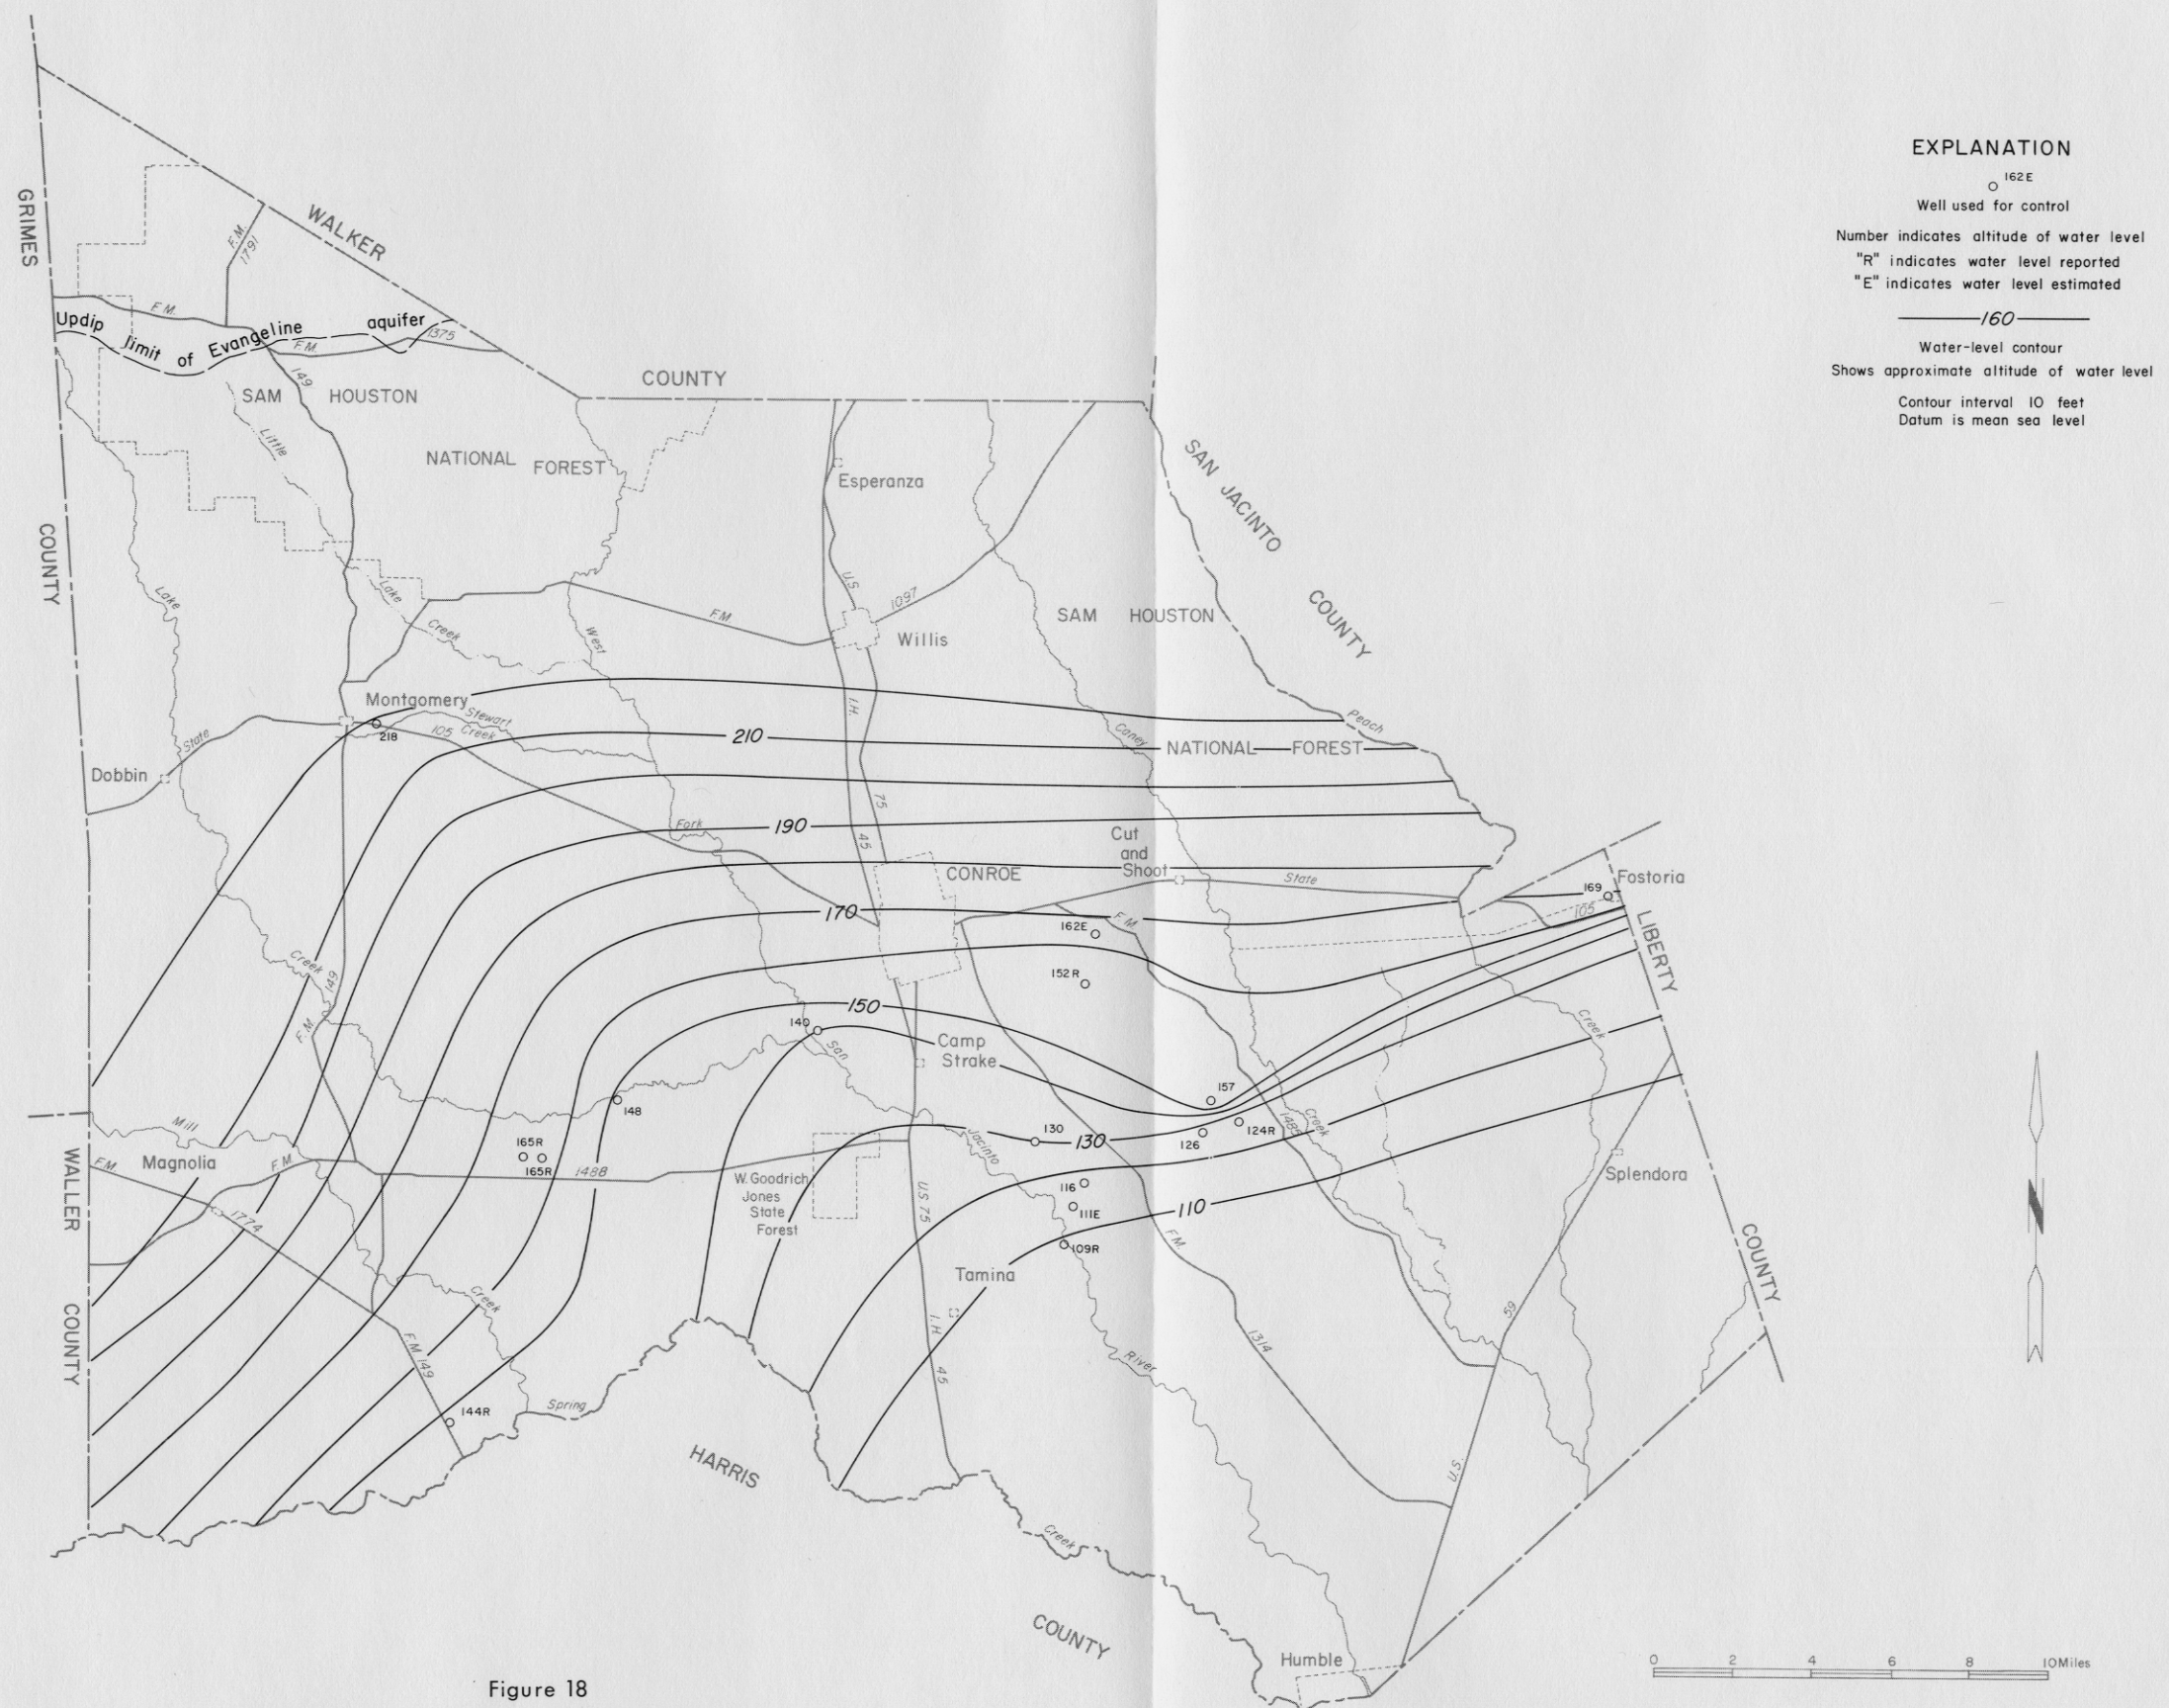 EXPLANATION
162E
Well used for control
Number indicates altitude of water level
"R" indicates water level reported
"E" indicates water level estimated
160
Water-level contour
Shows approximate altitude of water level
Contour interval 10 feet
Datum is mean sea level
GRIMES
COUNTY
WALKER
COUNTY
F.M.
1791
F.M.
Updip limit of Evangeline aquifer
F.M.
1375
149
SAM HOUSTON
NATIONAL FOREST
Little
Lake
Creek
Lake
West
Esperanza
U.S.
F.M.
1097
Willis
SAN JACINTO
COUNTY
SAM HOUSTON
NATIONAL FOREST
Peach
Caney
Montgomery
218
Stewart
Creek
105
State
Dobbin
210
I.H.
75
45
190
Fork
Cut
and
Shoot
CONROE
State
169
Fostoria
105
LIBERTY
COUNTY
170
F.M.
162E
152R
150
140
San
Camp
Strake
Creek
149
F.M.
148
157
Creek
1485
124R
126
130
130
Jacinto
Creek
Splendora
Mill
Magnolia
F.M.
F.M.
165R
165R
1488
W. Goodrich
Jones
State
Forest
US 75
116
111E
109R
110
F.M.
WALLER
COUNTY
1774
Tamina
Creek
F.M. 149
144R
Spring
I.H.
45
River
1314
59
U.S.
HARRIS
COUNTY
Creek
Humble
0 2 4 6 8 10 Miles
N
Figure 18